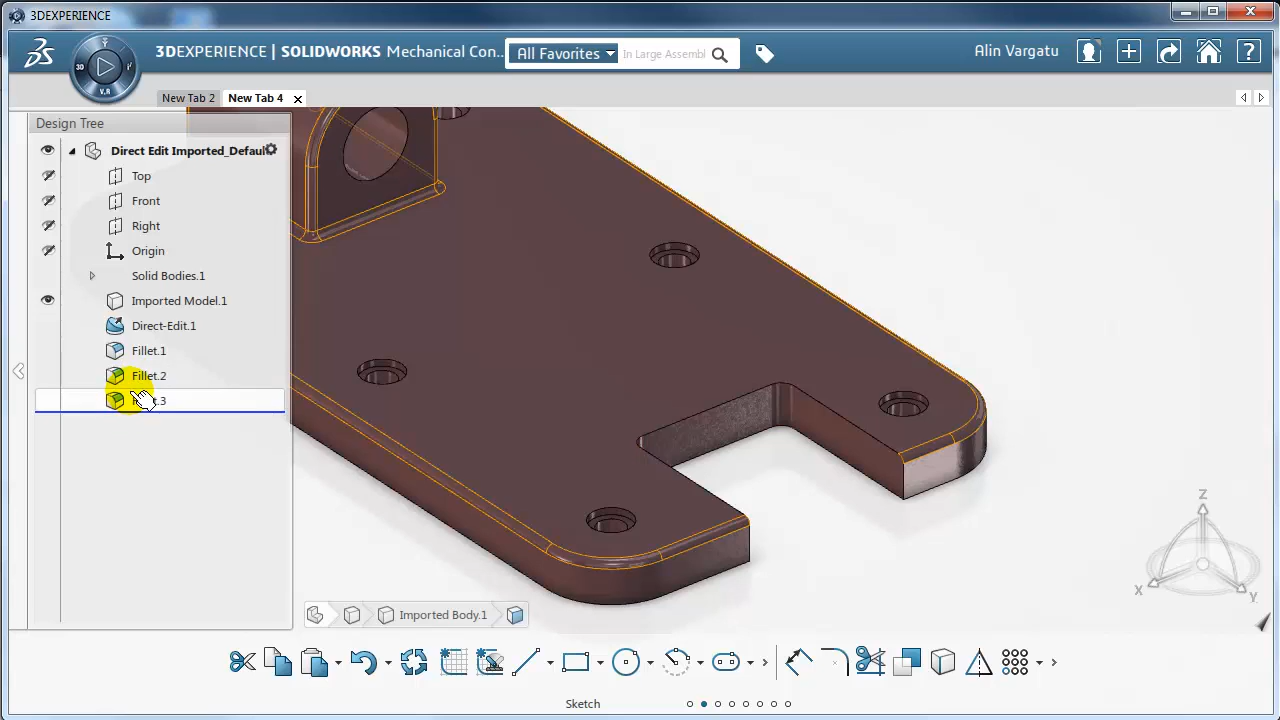 3DEXPERIENCE
3DEXPERIENCE | SOLIDWORKS Mechanical Con...
All Favorites
In Large Assembl
Alin Vargatu
3D
V.R
New Tab 2
New Tab 4
Design Tree
Direct Edit Imported_Defaul
Top
Front
Right
Origin
Solid Bodies.1
Imported Model.1
Direct-Edit.1
Fillet.1
Fillet.2
.3
Imported Body.1
Z
X
Y
Sketch